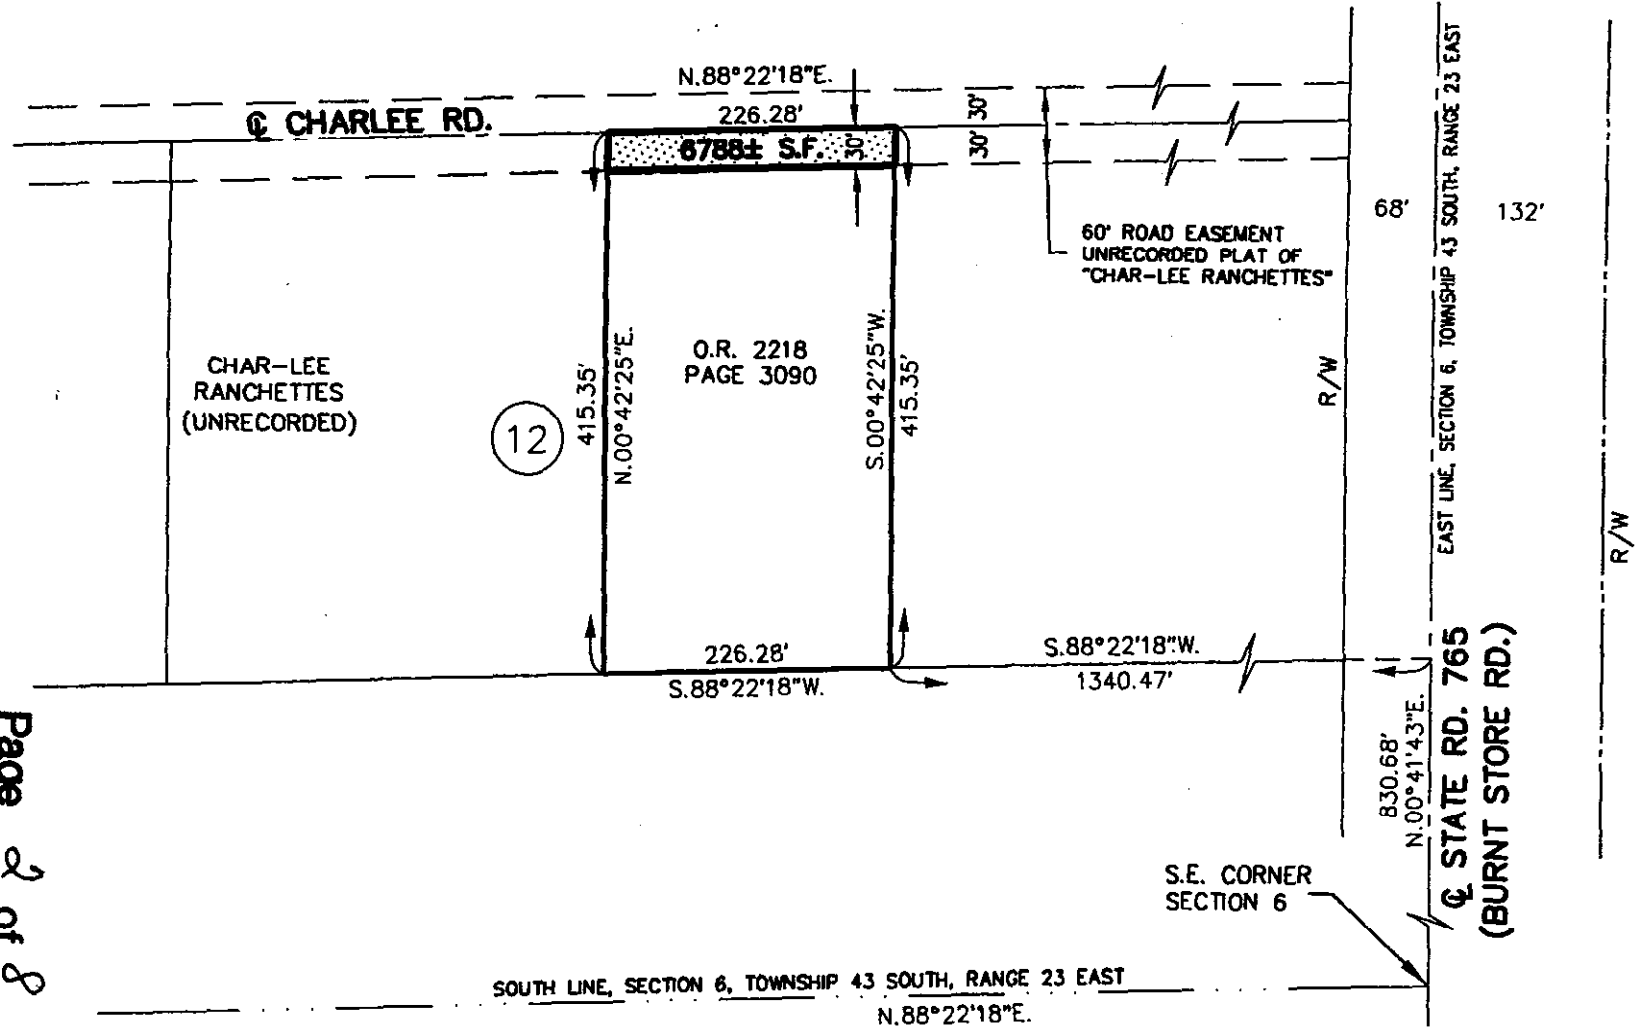 N.88°22'18"E.
℄ CHARLEE RD.
226.28'
6788± S.F.
30'
30'
30'
60' ROAD EASEMENT
UNRECORDED PLAT OF
"CHAR-LEE RANCHETTES"
68'
EAST LINE, SECTION 6, TOWNSHIP 43 SOUTH, RANGE 23 EAST
132'
R/W
R/W
CHAR-LEE
RANCHETTES
(UNRECORDED)
12
415.35'
N.00°42'25"E.
O.R. 2218
PAGE 3090
S.00°42'25"W.
415.35'
226.28'
S.88°22'18"W.
S.88°22'18"W.
1340.47'
830.68'
N.00°41'43"E.
℄ STATE RD. 765
(BURNT STORE RD.)
S.E. CORNER
SECTION 6
SOUTH LINE, SECTION 6, TOWNSHIP 43 SOUTH, RANGE 23 EAST
N.88°22'18"E.
Page 2 of 8